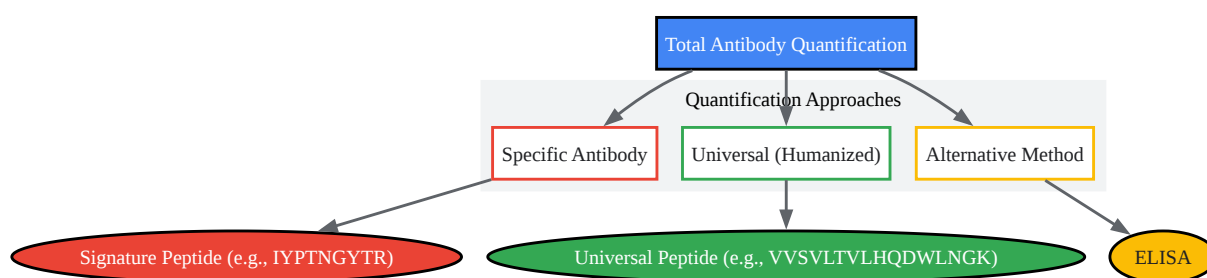 Total Antibody Quantification
Quantification Approaches
Specific Antibody
Universal (Humanized)
Alternative Method
Signature Peptide (e.g., IYPTNGYTR)
Universal Peptide (e.g., VVSVLTVLHQDWLNGK)
ELISA